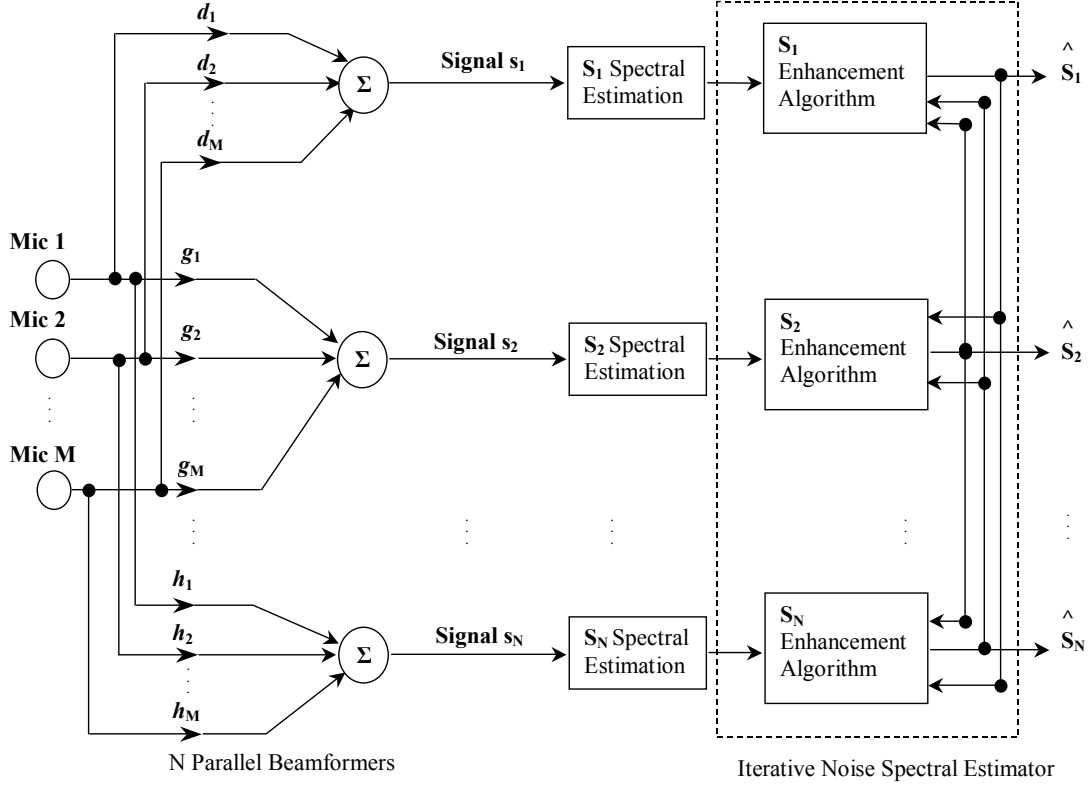 d1
d2
dM
Σ
Signal s1
S1 Spectral
Estimation
S1
Enhancement
Algorithm
^
S1
Mic 1
Mic 2
Mic M
g1
g2
gM
Σ
Signal s2
S2 Spectral
Estimation
S2
Enhancement
Algorithm
^
S2
h1
h2
hM
Σ
Signal sN
SN Spectral
Estimation
SN
Enhancement
Algorithm
^
SN
N Parallel Beamformers
Iterative Noise Spectral Estimator